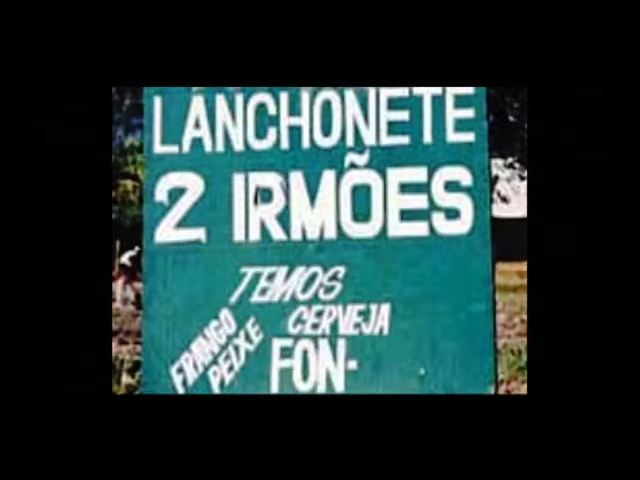 LANCHONETE
2 IRMÕES
TEMOS
CERVEJA
FRANGO
PEIXE
FON-